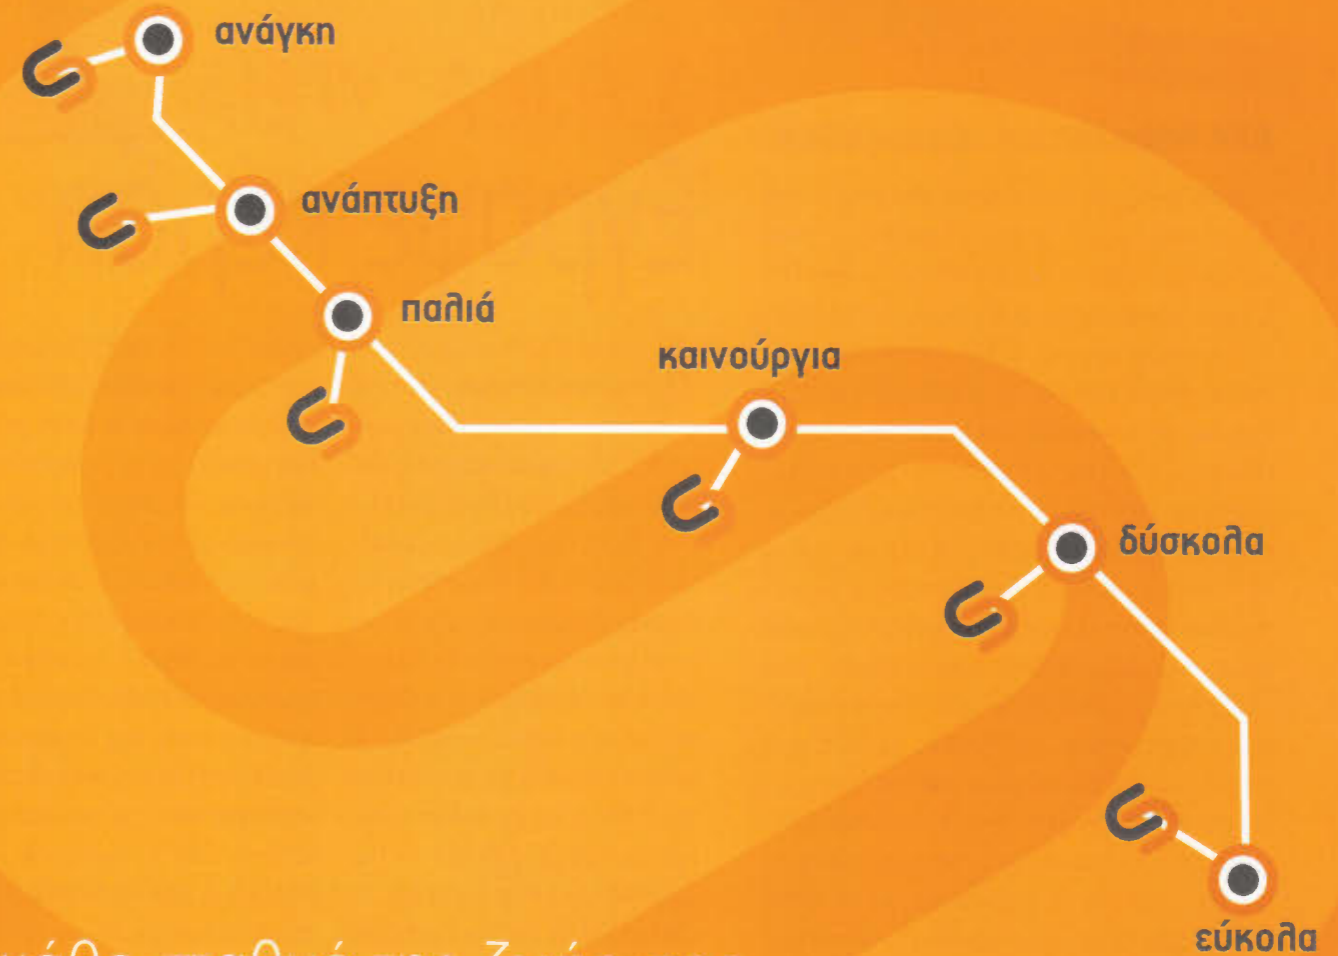 ανάγκη
ανάπτυξη
παλιά
καινούργια
δύσκολα
εύκολα